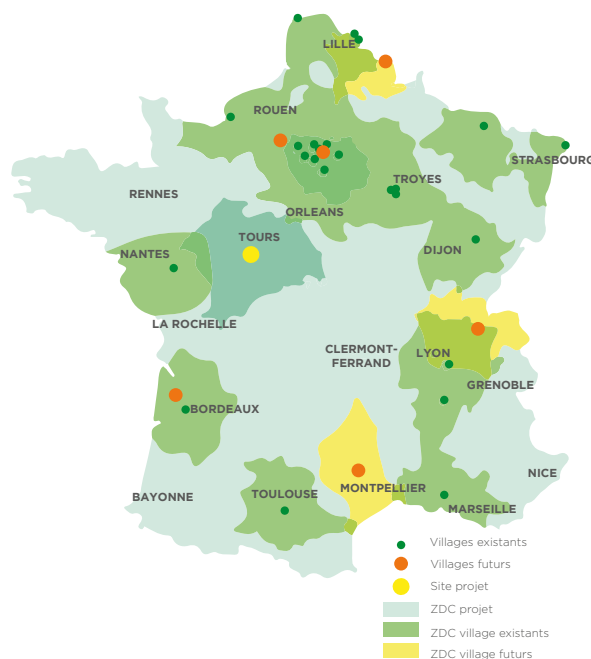 LILLE
ROUEN
STRASBOURG
TROYES
RENNES
ORLEANS
TOURS
DIJON
NANTES
LA ROCHELLE
CLERMONT-
FERRAND
LYON
GRENOBLE
BORDEAUX
NICE
MONTPELLIER
TOULOUSE
BAYONNE
MARSEILLE
Villages existants
Villages futurs
Site projet
ZDC projet
ZDC village existants
ZDC village futurs